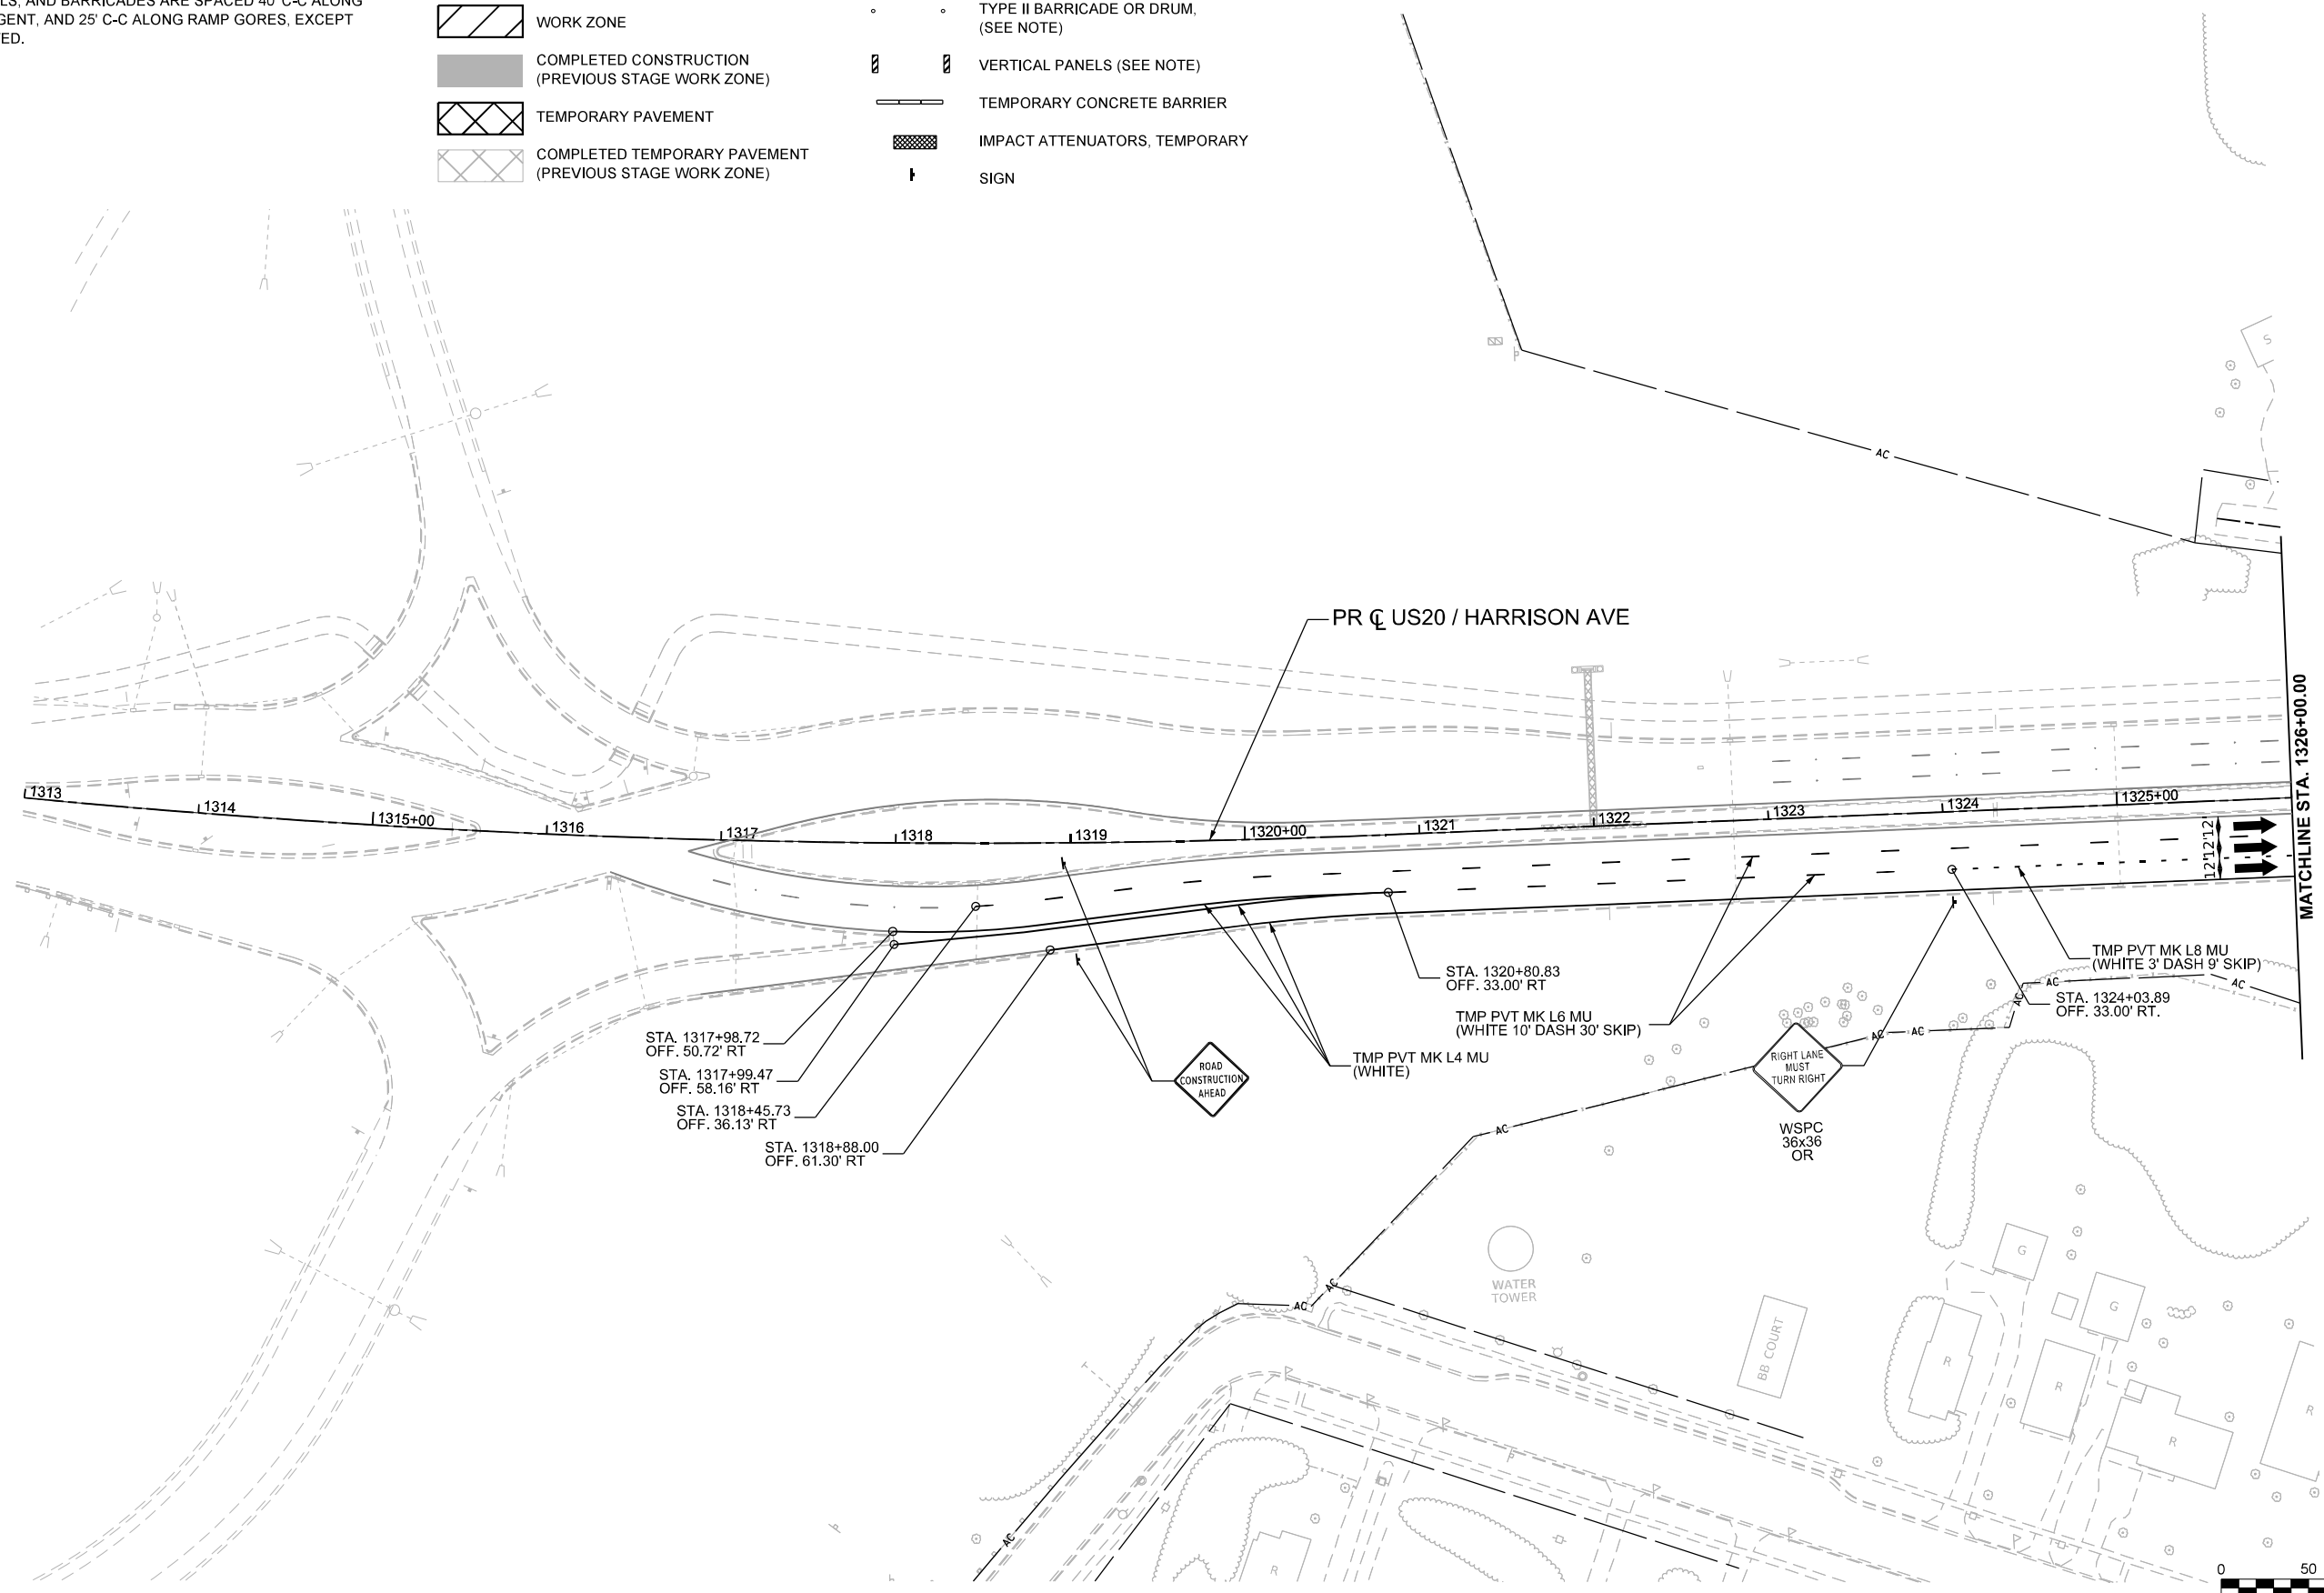 LS, AND BARRICADES ARE SPACED 40' C-C ALONG
GENT, AND 25' C-C ALONG RAMP GORES, EXCEPT
ED.
WORK ZONE
COMPLETED CONSTRUCTION
(PREVIOUS STAGE WORK ZONE)
TEMPORARY PAVEMENT
COMPLETED TEMPORARY PAVEMENT
(PREVIOUS STAGE WORK ZONE)
TYPE II BARRICADE OR DRUM,
(SEE NOTE)
VERTICAL PANELS (SEE NOTE)
TEMPORARY CONCRETE BARRIER
IMPACT ATTENUATORS, TEMPORARY
SIGN
S
AC
PR ℄ US20 / HARRISON AVE
1313
1314
1315+00
1316
1317
1318
1319
1320+00
1321
1322
1323
1324
1325+00
12'12'12'
MATCHLINE STA. 1326+00.00
STA. 1317+98.72
OFF. 50.72' RT
STA. 1317+99.47
OFF. 58.16' RT
STA. 1318+45.73
OFF. 36.13' RT
STA. 1318+88.00
OFF. 61.30' RT
ROAD
CONSTRUCTION
AHEAD
TMP PVT MK L4 MU
(WHITE)
STA. 1320+80.83
OFF. 33.00' RT
TMP PVT MK L6 MU
(WHITE 10' DASH 30' SKIP)
RIGHT LANE
MUST
TURN RIGHT
WSPC
36x36
OR
TMP PVT MK L8 MU
(WHITE 3' DASH 9' SKIP)
STA. 1324+03.89
OFF. 33.00' RT.
AC
AC
AC
AC
AC
AC
AC
AC
AC
WATER
TOWER
BB COURT
G
G
R
R
R
R
R
P
0 50